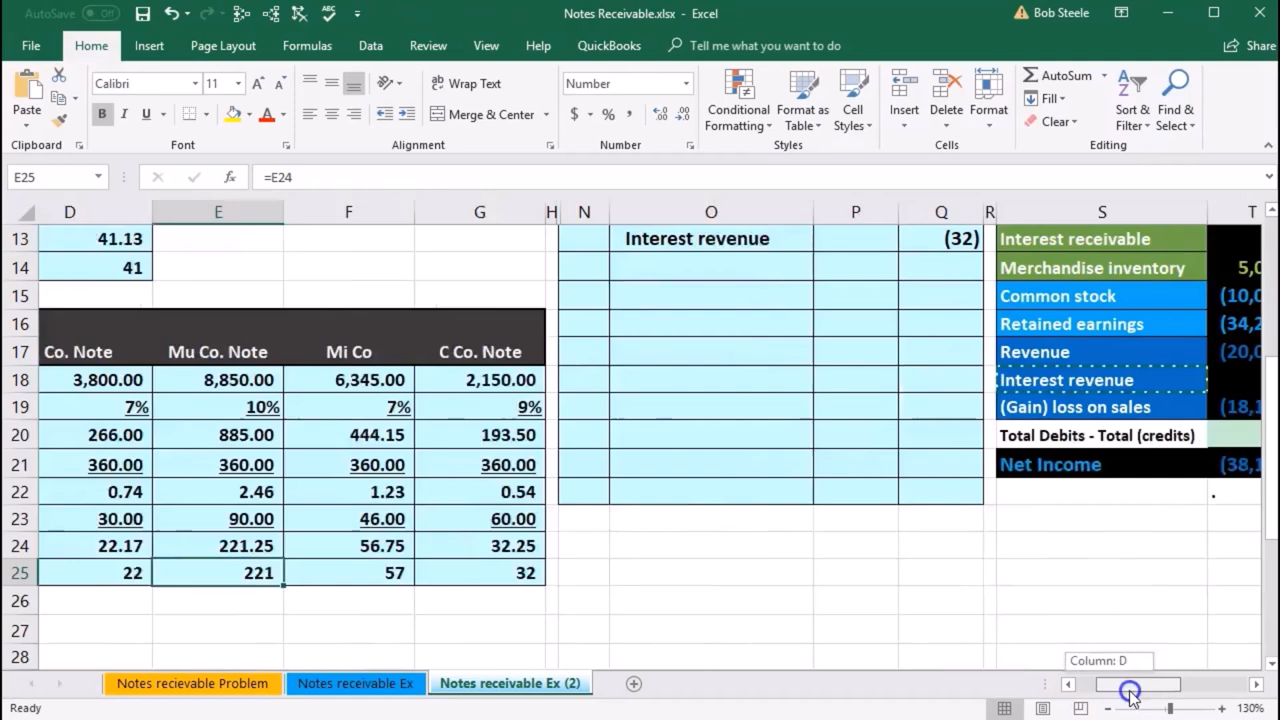 AutoSave Off Notes Receivable.xlsx - Excel Bob Steele
File Home Insert Page Layout Formulas Data Review View Help QuickBooks Tell me what you want to do Share
Paste
Calibri 11
B I U
Wrap Text
Merge & Center
Number
$ % ,
Conditional Formatting
Format as Table
Cell Styles
Insert Delete Format
AutoSum
Fill
Clear
Sort & Filter
Find & Select
Clipboard Font Alignment Number Styles Cells Editing
E25 fx =E24
D E F G H N O P Q R S T
13 41.13 Interest revenue (32) Interest receivable
14 41 Merchandise inventory 5,0
15 Common stock (10,0
16 Retained earnings (34,2
17 Co. Note Mu Co. Note Mi Co C Co. Note Revenue (20,0
18 3,800.00 8,850.00 6,345.00 2,150.00 Interest revenue
19 7% 10% 7% 9% (Gain) loss on sales (18,1
20 266.00 885.00 444.15 193.50 Total Debits - Total (credits)
21 360.00 360.00 360.00 360.00 Net Income (38,1
22 0.74 2.46 1.23 0.54 .
23 30.00 90.00 46.00 60.00
24 22.17 221.25 56.75 32.25
25 22 221 57 32
26
27
28
Column: D
Notes recievable Problem Notes receivable Ex Notes receivable Ex (2)
Ready 130%